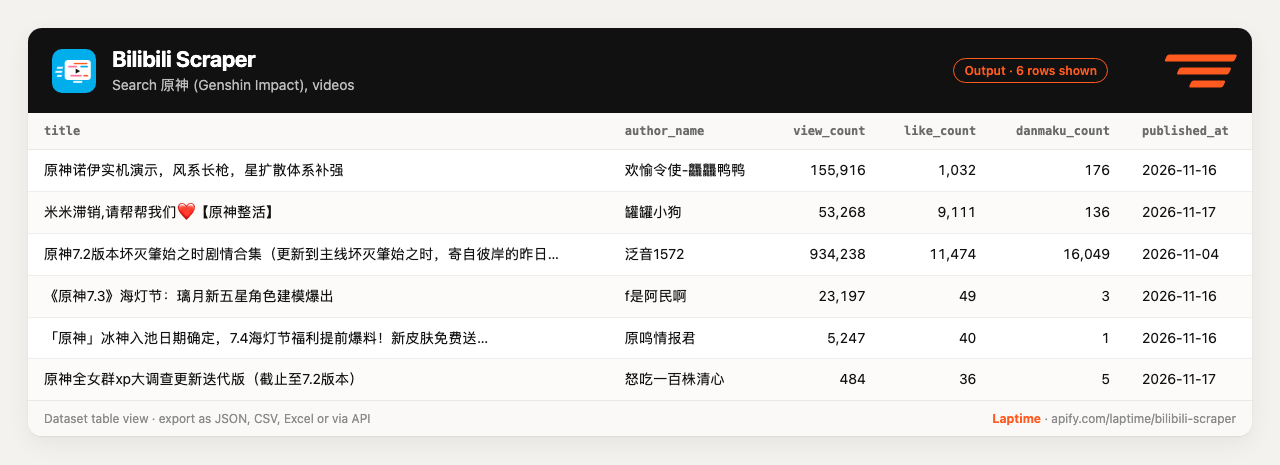 Bilibili Scraper
Search 原神 (Genshin Impact), videos
Output · 6 rows shown
title author_name view_count like_count danmaku_count published_at
原神诺伊实机演示，风系长枪，星扩散体系补强 欢愉令使-龘龘鸭鸭 155,916 1,032 176 2026-11-16
米米滞销,请帮帮我们❤️【原神整活】 罐罐小狗 53,268 9,111 136 2026-11-17
原神7.2版本坏灭肇始之时剧情合集（更新到主线坏灭肇始之时，寄自彼岸的昨日... 泛音1572 934,238 11,474 16,049 2026-11-04
《原神7.3》海灯节：璃月新五星角色建模爆出 f是阿民啊 23,197 49 3 2026-11-16
「原神」冰神入池日期确定，7.4海灯节福利提前爆料！新皮肤免费送... 原鸣情报君 5,247 40 1 2026-11-16
原神全女群xp大调查更新迭代版（截止至7.2版本） 怒吃一百株清心 484 36 5 2026-11-17
Dataset table view · export as JSON, CSV, Excel or via API
Laptime · apify.com/laptime/bilibili-scraper